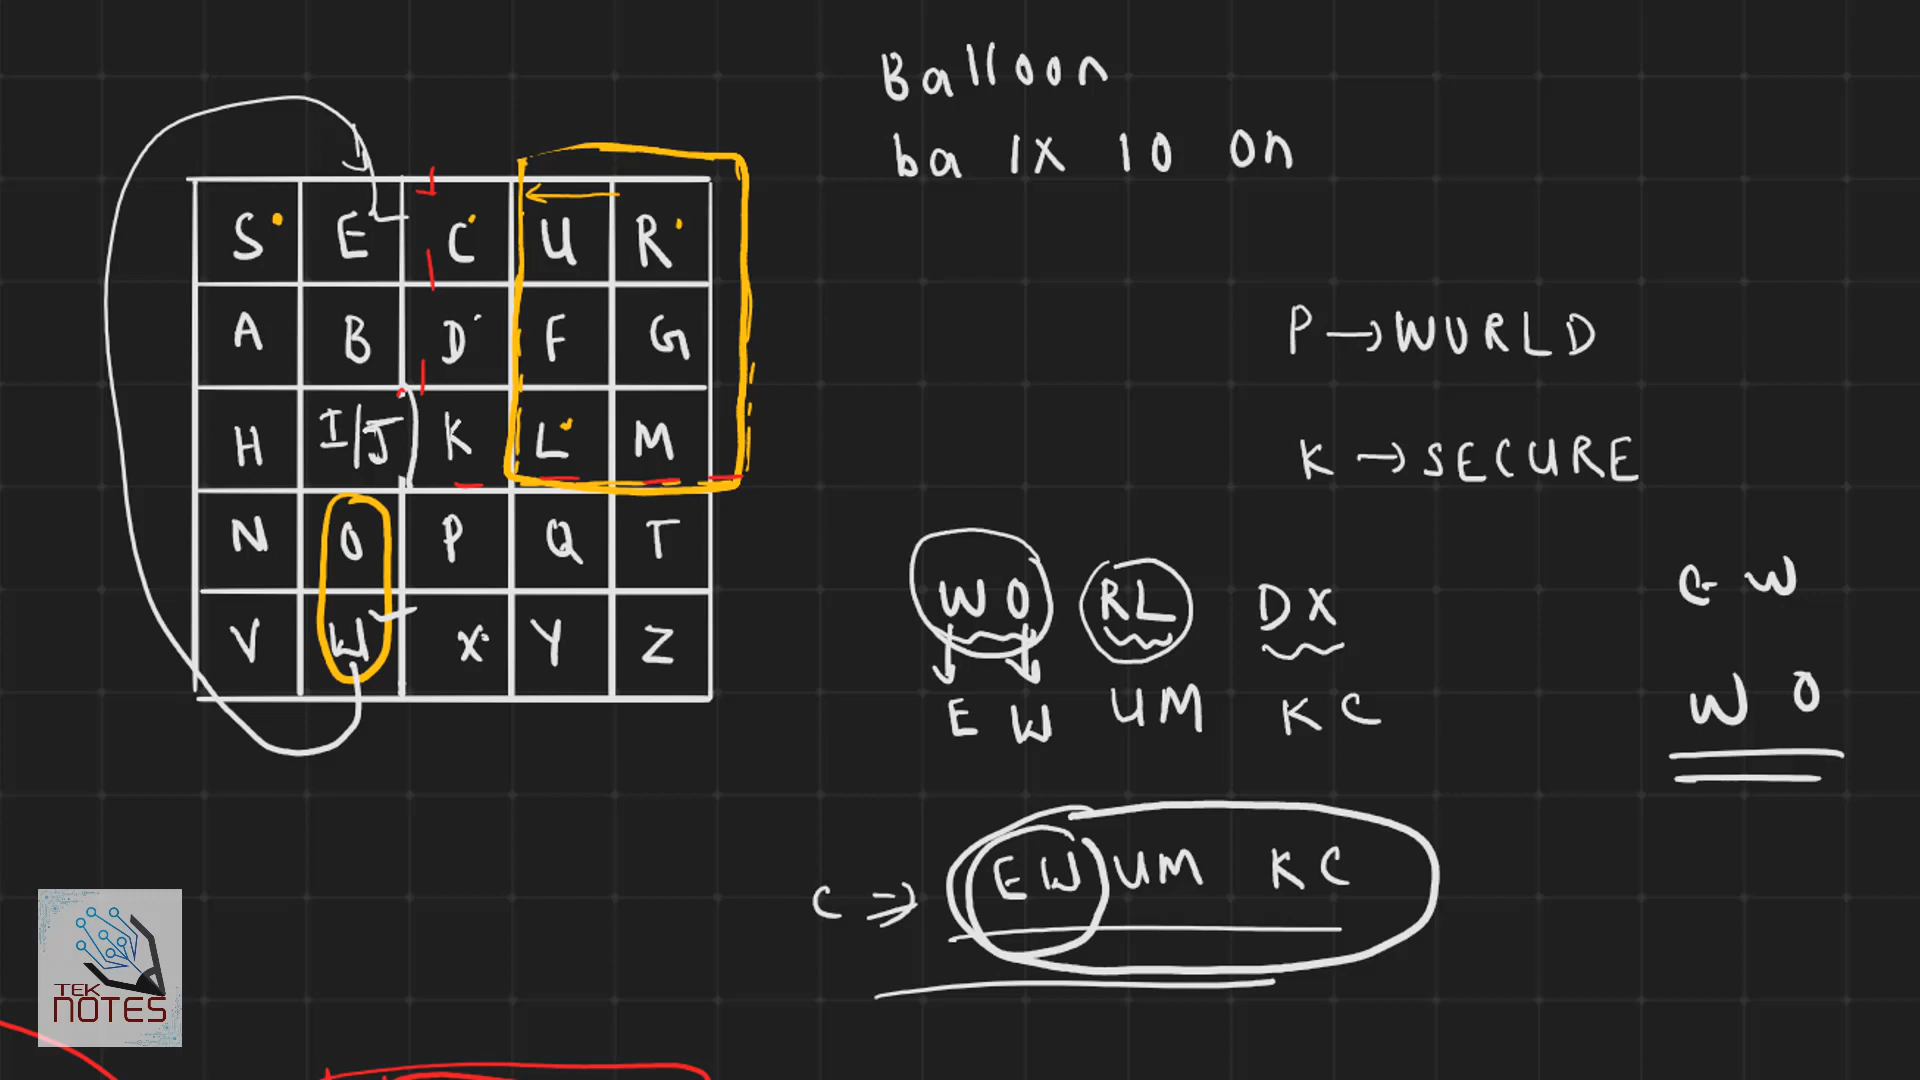 Balloon
ba lx lo on
S E C U R
A B D F G
H I/J K L M
N O P Q T
V W X Y Z
P → WORLD
K → SECURE
WO RL DX
EW UM KC
E W
W O
C ⇒ EW UM KC
TEK
NOTES